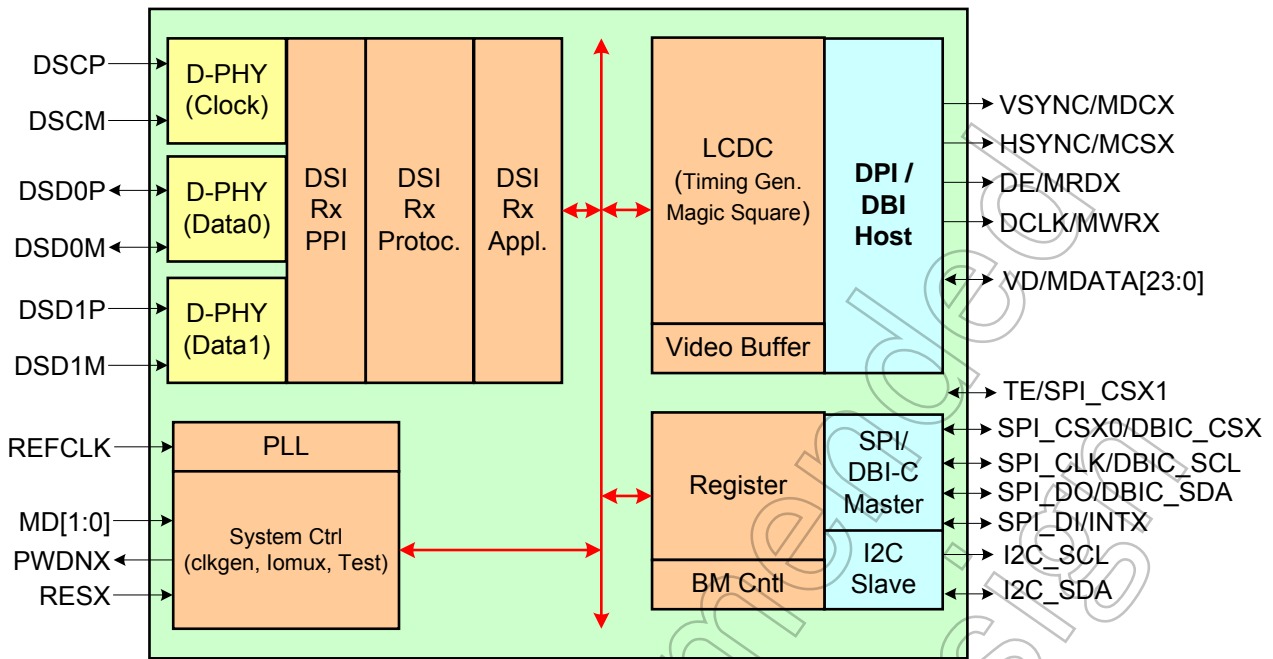 DSCP
DSCM
DSD0P
DSD0M
DSD1P
DSD1M
REFCLK
MD[1:0]
PWDNX
RESX
D-PHY
(Clock)
D-PHY
(Data0)
D-PHY
(Data1)
DSI
Rx
PPI
DSI
Rx
Protoc.
DSI
Rx
Appl.
PLL
System Ctrl
(clkgen, Iomux, Test)
LCDC
(Timing Gen.
Magic Square)
Video Buffer
DPI /
DBI
Host
Register
BM Cntl
SPI/
DBI-C
Master
I2C
Slave
VSYNC/MDCX
HSYNC/MCSX
DE/MRDX
DCLK/MWRX
VD/MDATA[23:0]
TE/SPI_CSX1
SPI_CSX0/DBIC_CSX
SPI_CLK/DBIC_SCL
SPI_DO/DBIC_SDA
SPI_DI/INTX
I2C_SCL
I2C_SDA
mended
sign